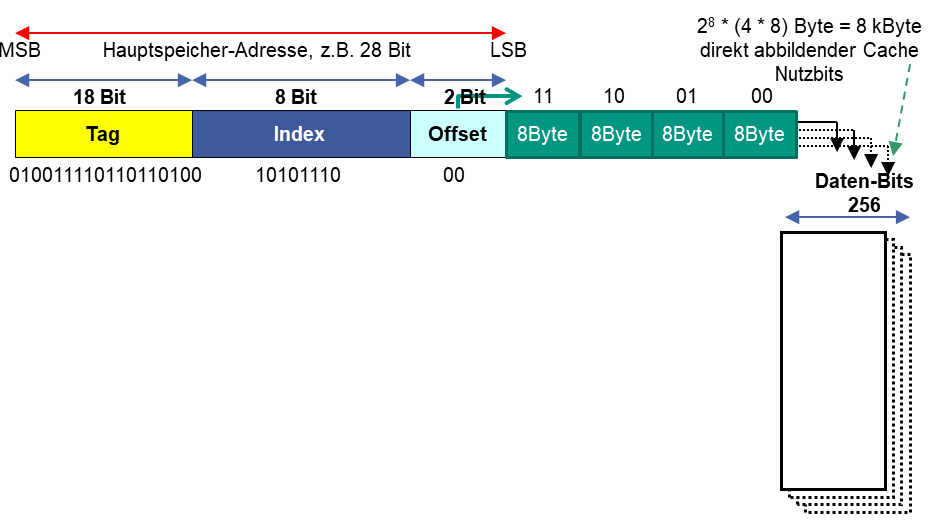 2⁸ * (4 * 8) Byte = 8 kByte
direkt abbildender Cache
Nutzbits
MSB Hauptspeicher-Adresse, z.B. 28 Bit LSB
18 Bit 8 Bit 2 Bit 11 10 01 00
Tag Index Offset 8Byte 8Byte 8Byte 8Byte
010011110110110100 10101110 00
Daten-Bits
256